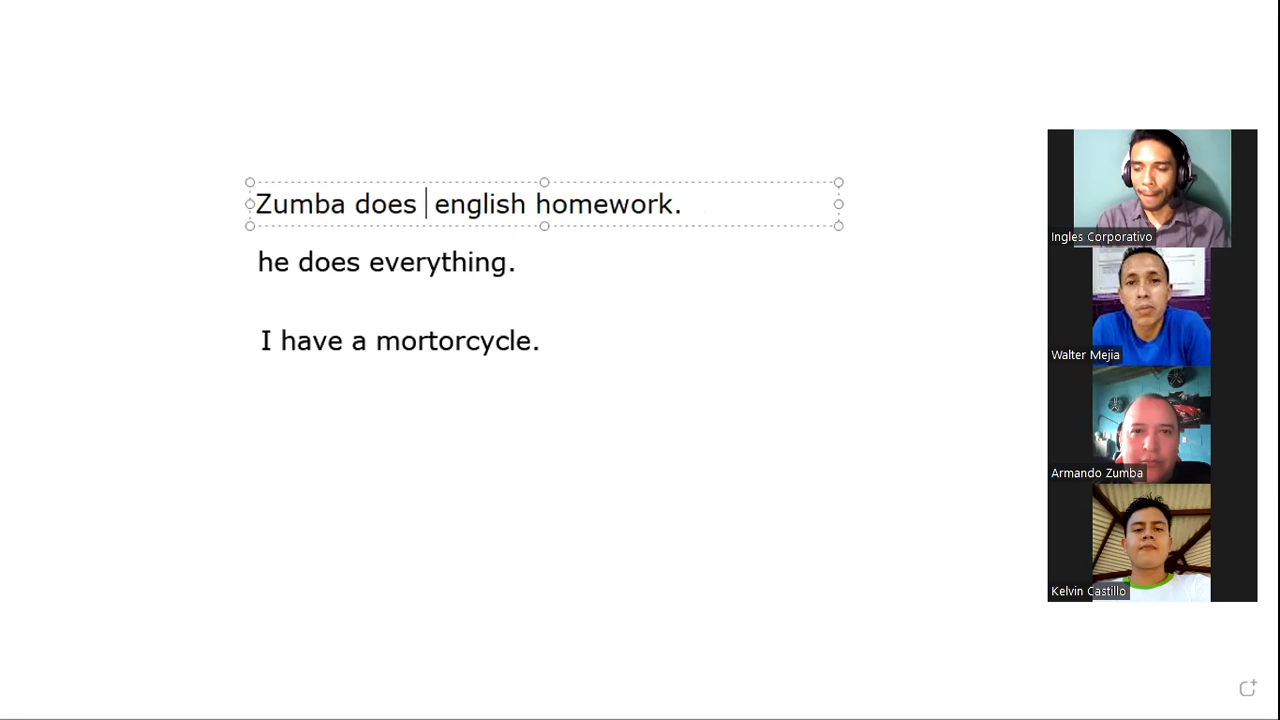 Zumba does english homework.
he does everything.
I have a mortorcycle.
Ingles Corporativo
Walter Mejia
Armando Zumba
Kelvin Castillo